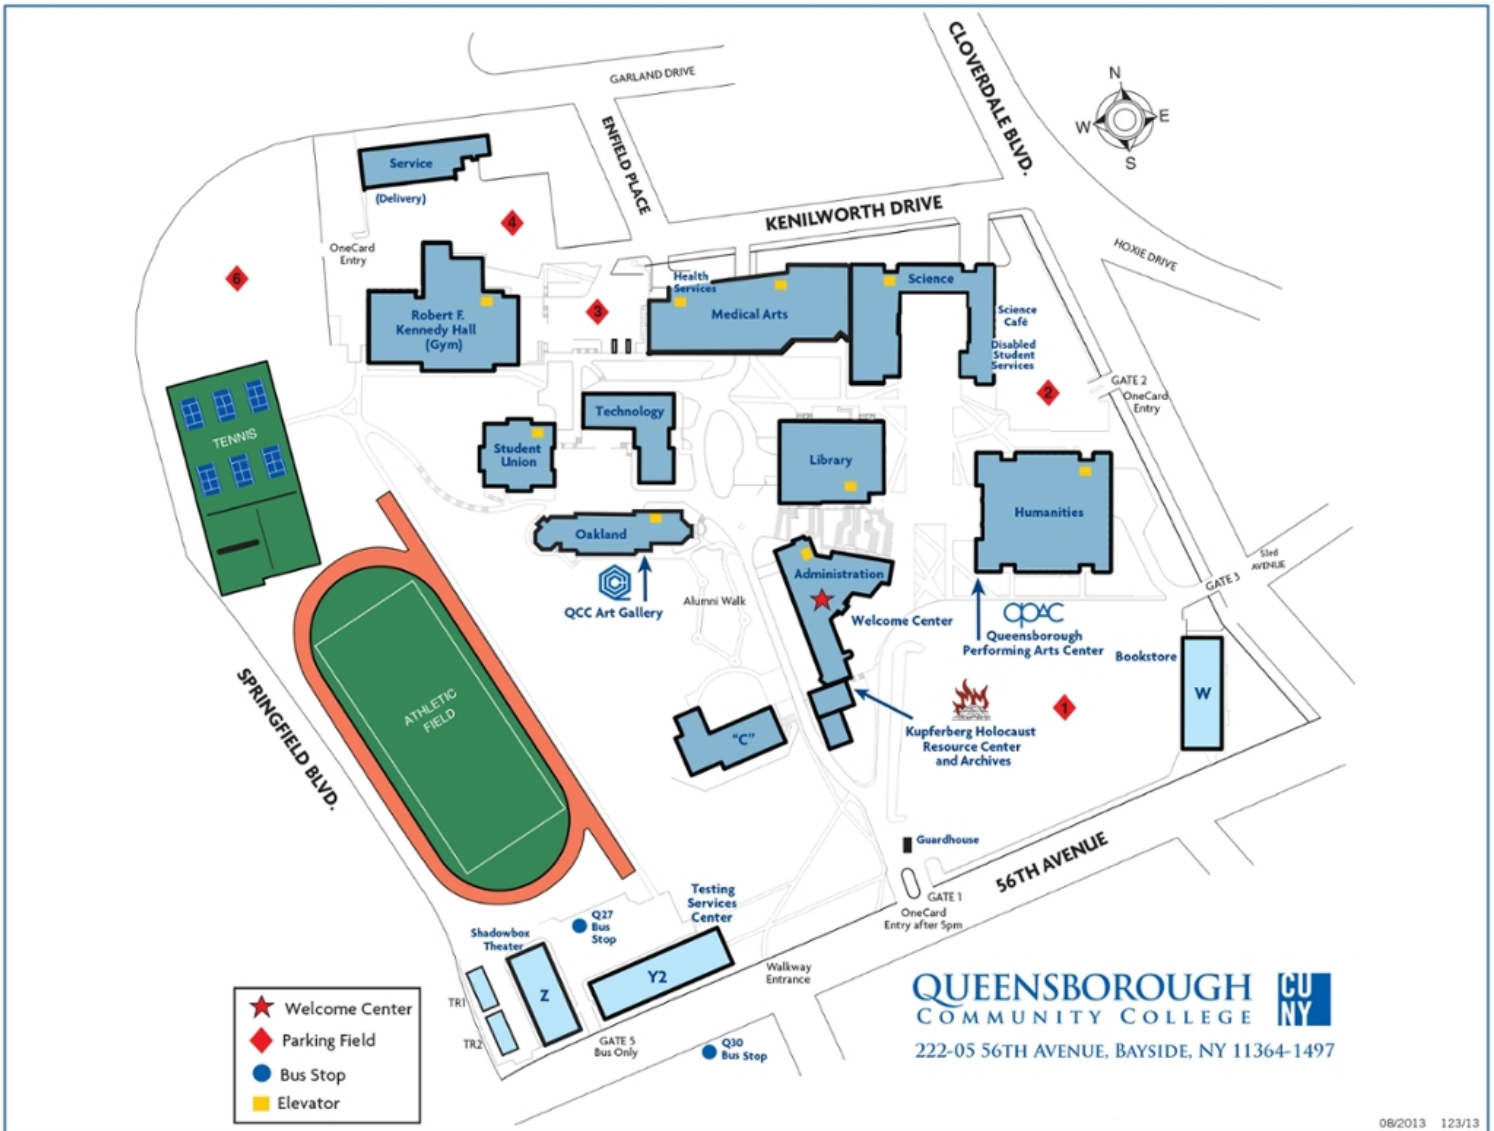 GARLAND DRIVE
CLOVERDALE BLVD.
N
W
E
S
ENFIELD PLACE
Service
(Delivery)
4
KENILWORTH DRIVE
HOXIE DRIVE
OneCard
Entry
6
Health
Services
Science
Robert F.
Kennedy Hall
(Gym)
3
Medical Arts
Science
Café
Disabled
Student
Services
2
GATE 2
OneCard
Entry
TENNIS
Technology
Student
Union
Library
Humanities
Oakland
QCC Art Gallery
Alumni Walk
Administration
Welcome Center
QPAC
Queensborough
Performing Arts Center
53rd
AVENUE
GATE 3
Bookstore
W
SPRINGFIELD BLVD.
ATHLETIC
FIELD
"C"
1
Kupferberg Holocaust
Resource Center
and Archives
Guardhouse
56TH AVENUE
GATE 1
OneCard
Entry after 5pm
Testing
Services
Center
Q27
Bus
Stop
Shadowbox
Theater
TR1
TR2
Z
Y2
Walkway
Entrance
GATE 5
Bus Only
Q30
Bus Stop
Welcome Center
Parking Field
Bus Stop
Elevator
QUEENSBOROUGH
COMMUNITY COLLEGE
CU
NY
222-05 56TH AVENUE, BAYSIDE, NY 11364-1497
08/2013 123/13